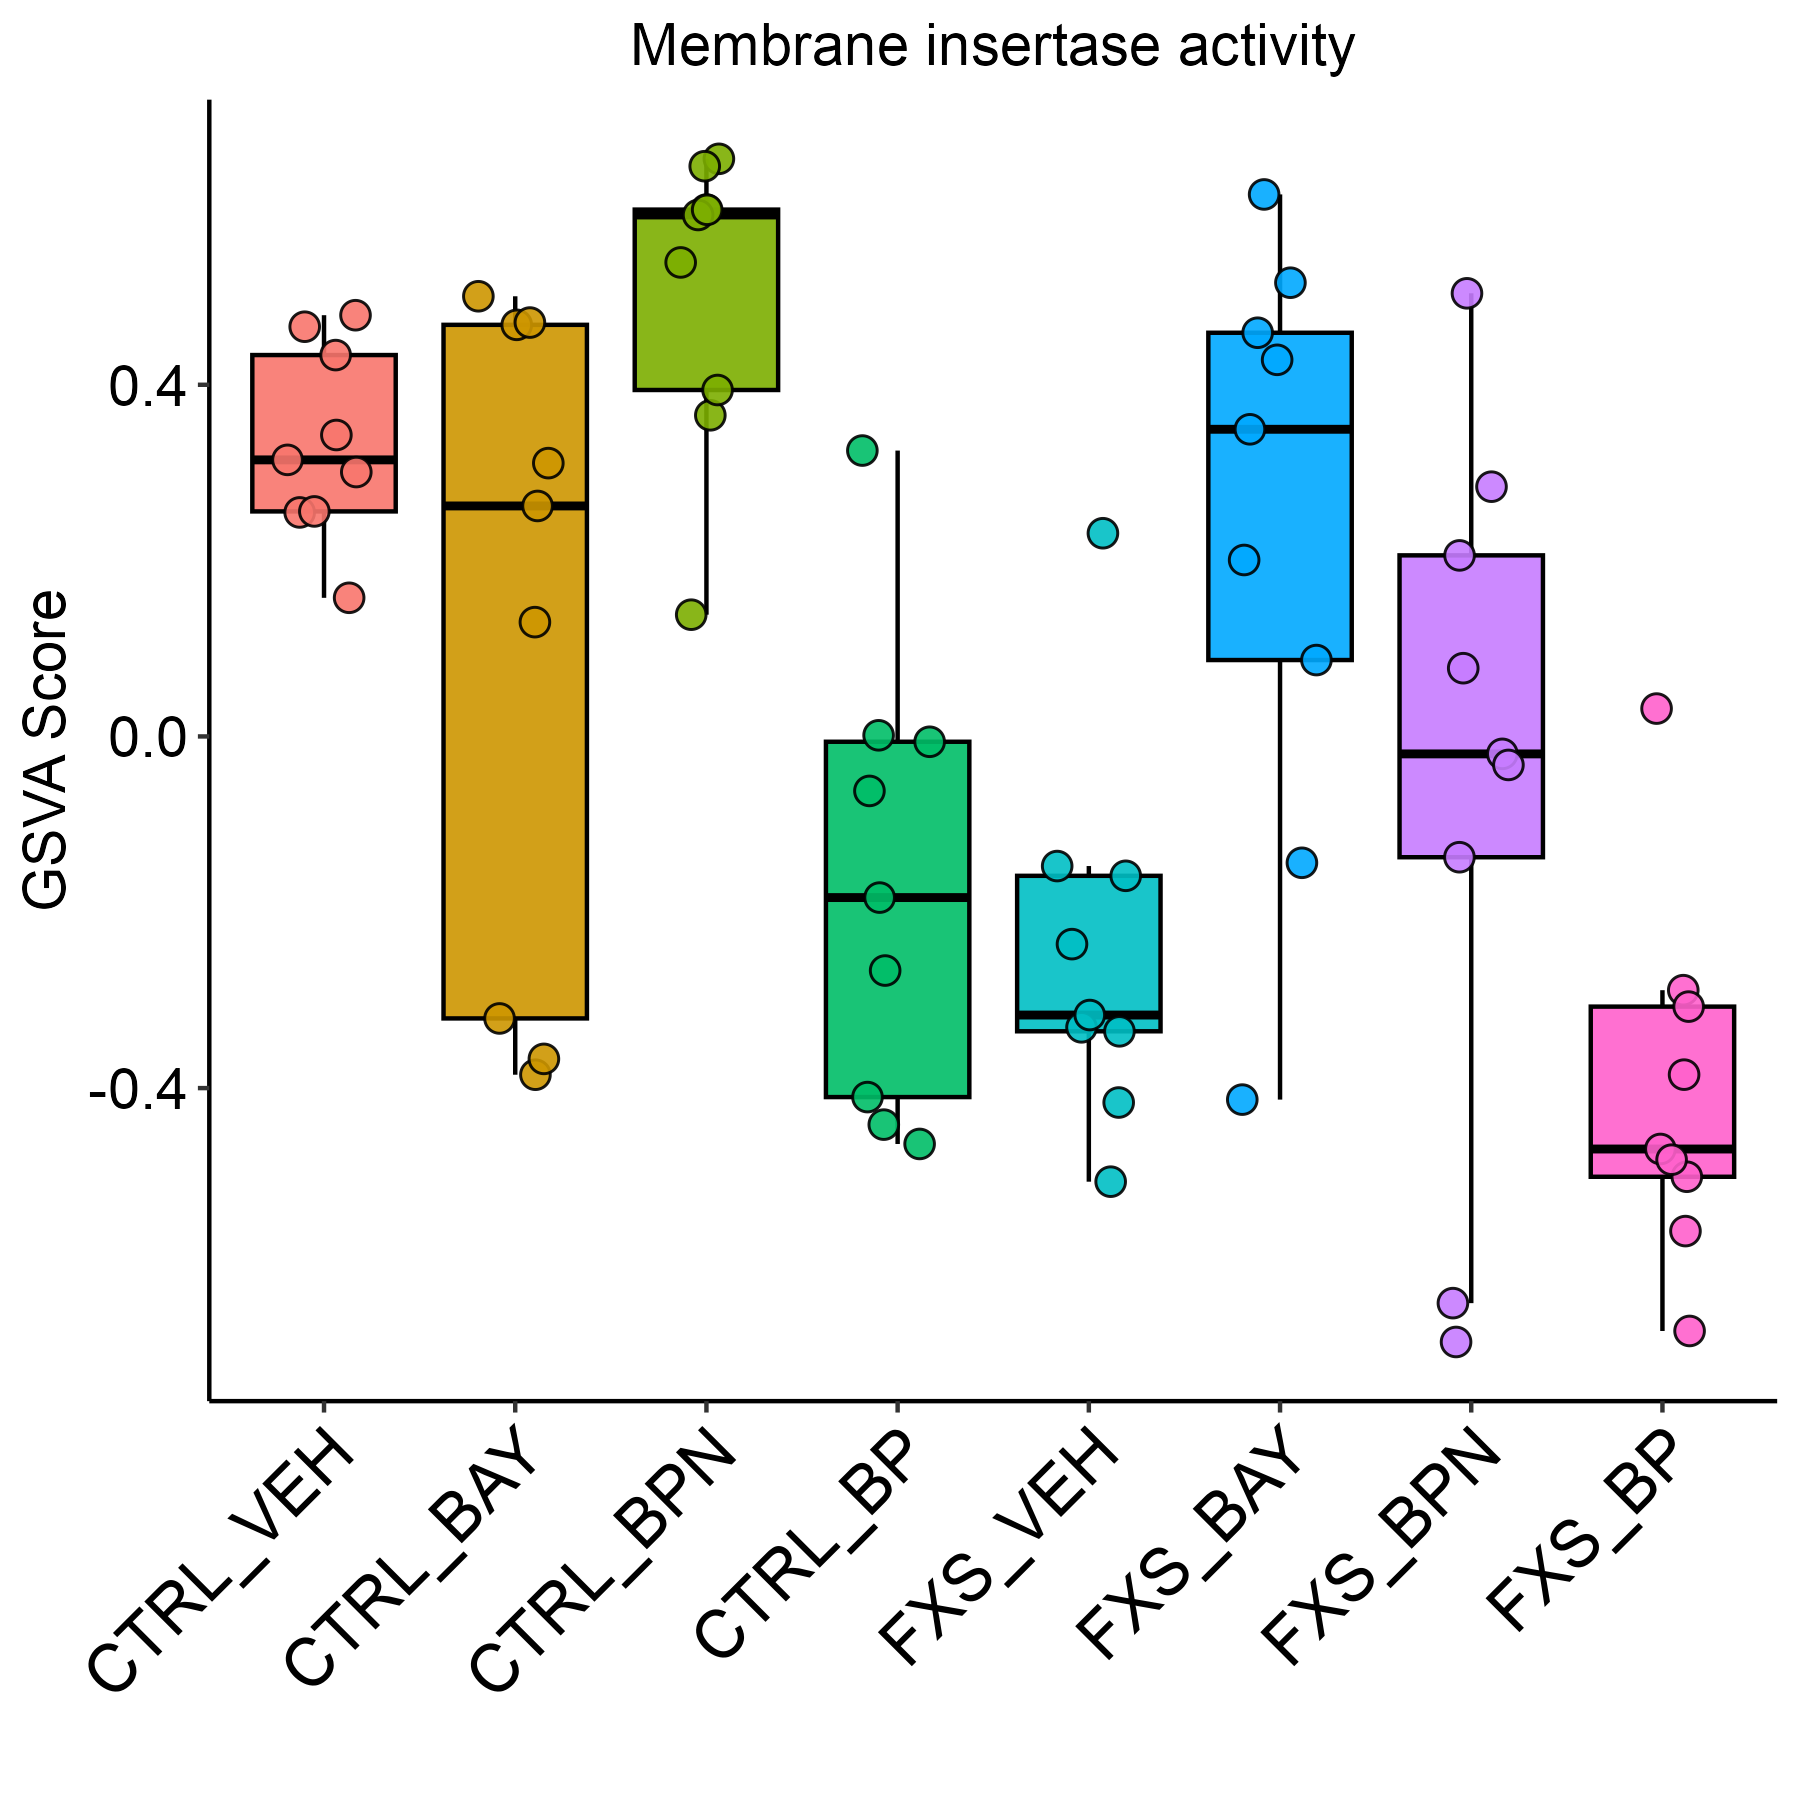 Membrane insertase activity
GSVA Score
0.4
0.0
-0.4
CTRL_VEH
CTRL_BAY
CTRL_BPN
CTRL_BP
FXS_VEH
FXS_BAY
FXS_BPN
FXS_BP